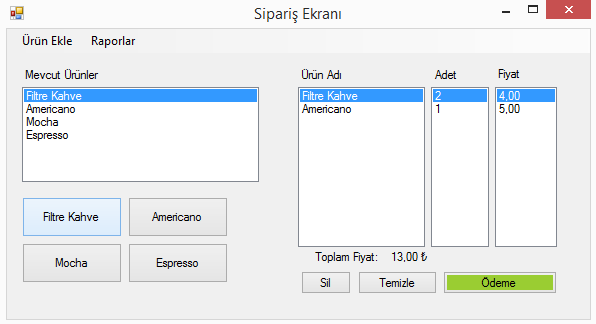 Sipariş Ekranı
Ürün Ekle Raporlar
Mevcut Ürünler
Filtre Kahve
Americano
Mocha
Espresso
Filtre Kahve Americano
Mocha Espresso
Ürün Adı Adet Fiyat
Filtre Kahve 2 4,00
Americano 1 5,00
Toplam Fiyat: 13,00 ₺
Sil Temizle Ödeme